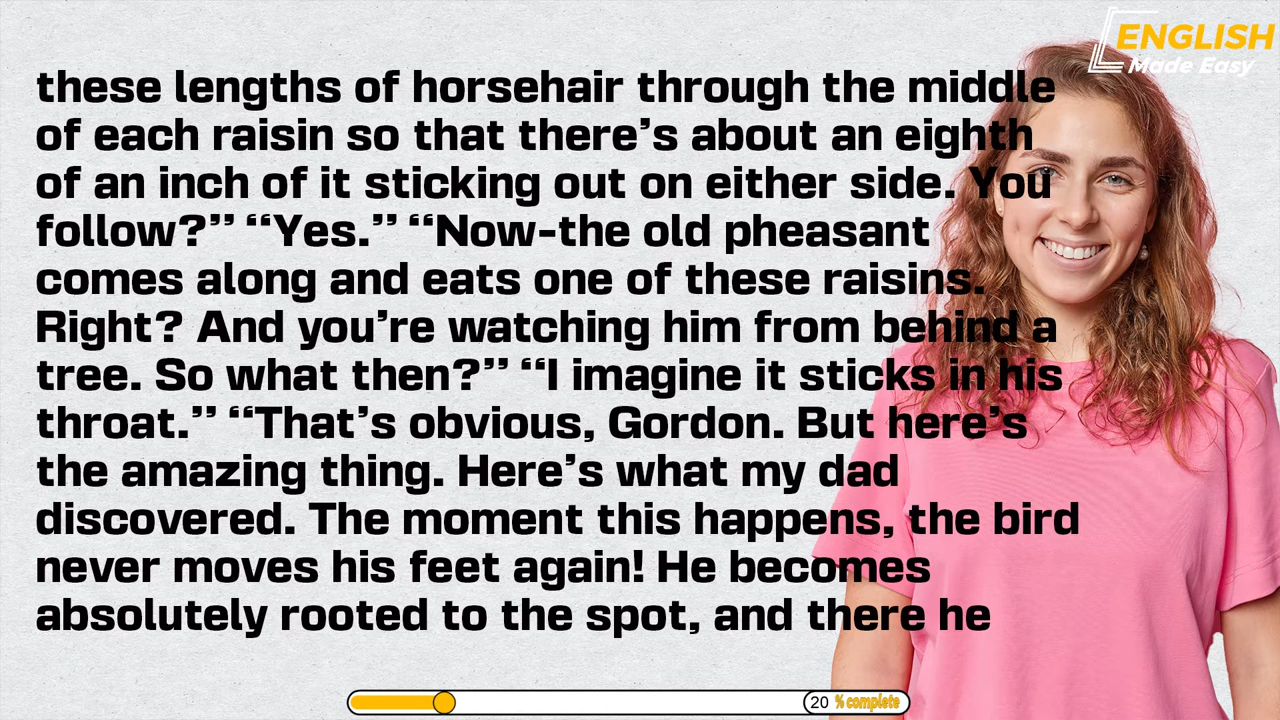 ENGLISH
Made Easy
these lengths of horsehair through the middle
of each raisin so that there’s about an eighth
of an inch of it sticking out on either side. You
follow?” “Yes.” “Now-the old pheasant
comes along and eats one of these raisins.
Right? And you’re watching him from behind a
tree. So what then?” “I imagine it sticks in his
throat.” “That’s obvious, Gordon. But here’s
the amazing thing. Here’s what my dad
discovered. The moment this happens, the bird
never moves his feet again! He becomes
absolutely rooted to the spot, and there he
20 % complete